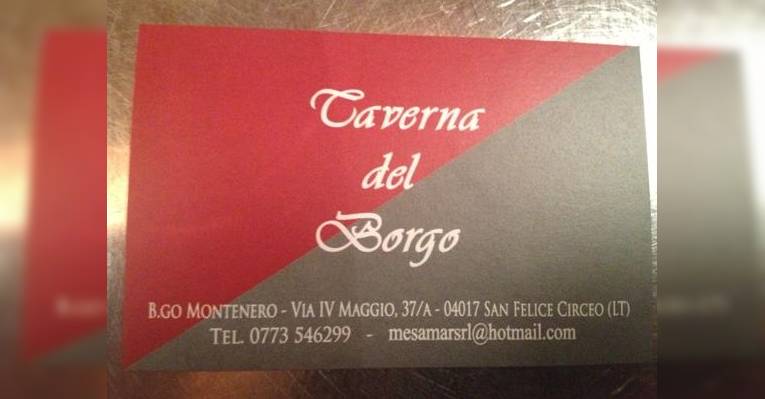 Taverna
del
Borgo
B.GO MONTENERO - VIA IV MAGGIO, 37/A - 04017 SAN FELICE CIRCEO (LT)
TEL. 0773 546299 - mesamarsrl@hotmail.com